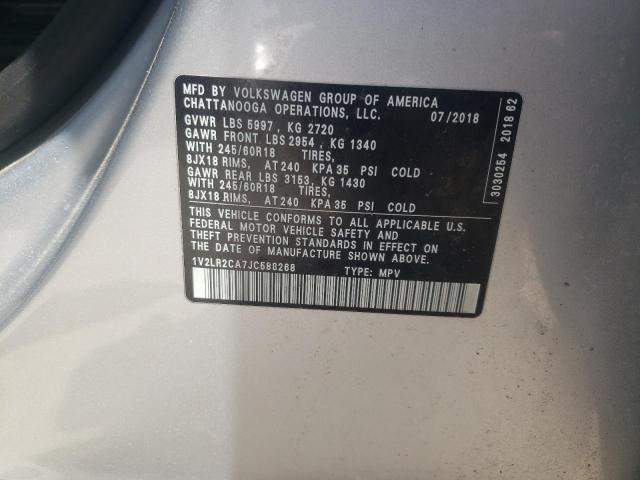 MFD BY VOLKSWAGEN GROUP OF AMERICA
CHATTANOOGA OPERATIONS, LLC. 07/2018
GVWR LBS 5997, KG 2720
GAWR FRONT LBS 2954, KG 1340
WITH 245/60R18 TIRES,
8JX18 RIMS, AT 240 KPA 35 PSI COLD
GAWR REAR LBS 3153, KG 1430
WITH 245/60R18 TIRES,
8JX18 RIMS, AT 240 KPA 35 PSI COLD
THIS VEHICLE CONFORMS TO ALL APPLICABLE U.S.
FEDERAL MOTOR VEHICLE SAFETY AND
THEFT PREVENTION STANDARDS IN EFFECT ON
THE DATE OF MANUFACTURE SHOWN ABOVE.
1V2LR2CA7JC580268 TYPE: MPV
3030254 2018 62